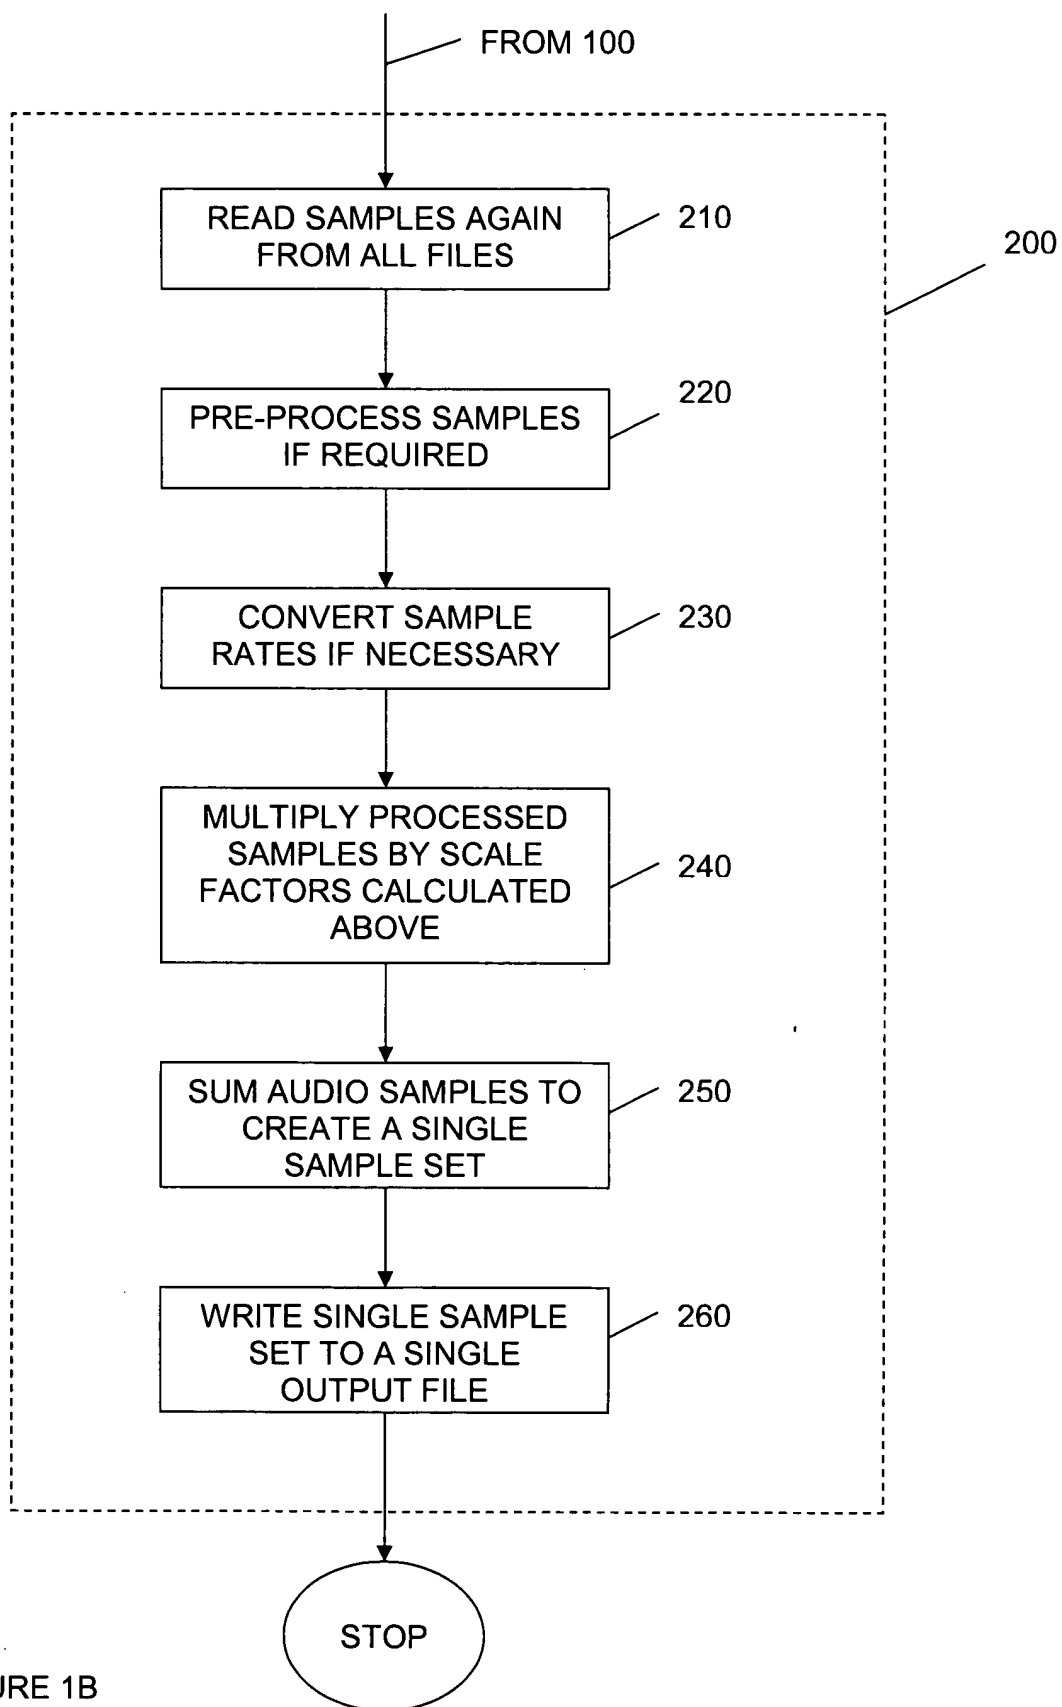 FROM 100
READ SAMPLES AGAIN
FROM ALL FILES
210
200
PRE-PROCESS SAMPLES
IF REQUIRED
220
CONVERT SAMPLE
RATES IF NECESSARY
230
MULTIPLY PROCESSED
SAMPLES BY SCALE
FACTORS CALCULATED
ABOVE
240
SUM AUDIO SAMPLES TO
CREATE A SINGLE
SAMPLE SET
250
WRITE SINGLE SAMPLE
SET TO A SINGLE
OUTPUT FILE
260
STOP
URE 1B